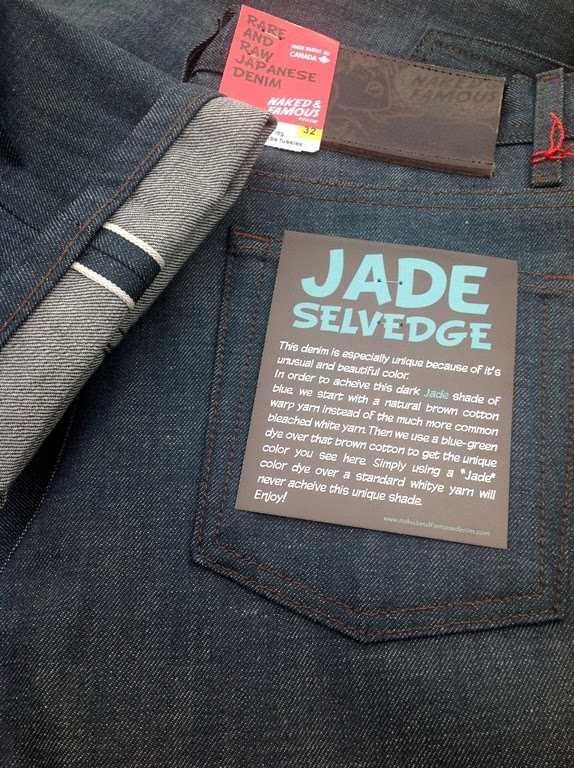 RARE
AND
RAW
JAPANESE
DENIM
MADE IN/FAIT AU
CANADA
NAKED &
FAMOUS
DENIM
32
FAMOUS
JADE
SELVEDGE
This denim is especially unique because of it's
unusual and beautiful color.
In order to acheive this dark Jade shade of
blue, we start with a natural brown cotton
warp yarn instead of the much more common
bleached white yarn. Then we use a blue-green
dye over that brown cotton to get the unique
color you see here. Simply using a "Jade"
color dye over a standard whitye yarn will
never acheive this unique shade.
Enjoy!
www.nakedandfamousdenim.com